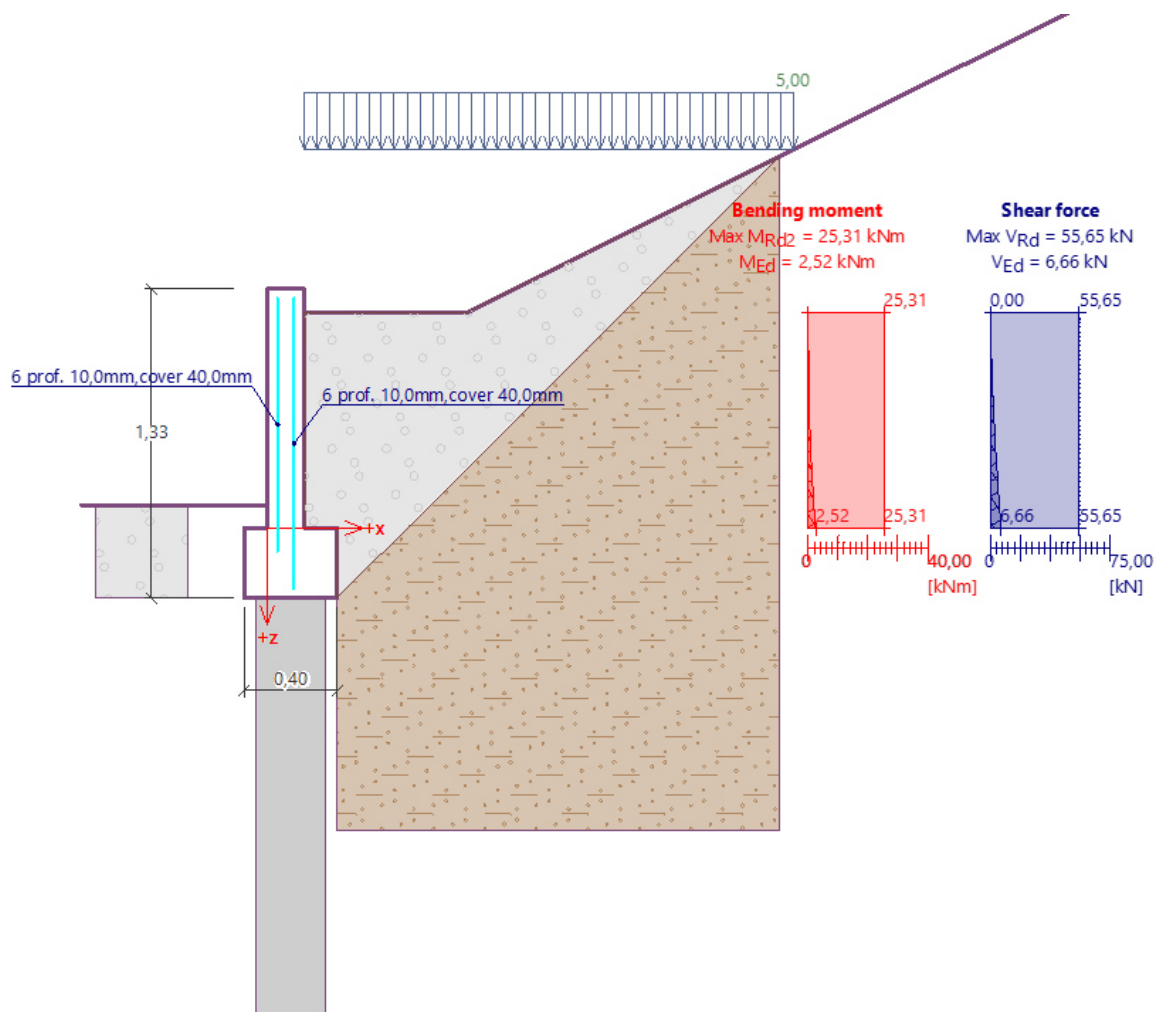 5,00
Bending moment
Max MRd2 = 25,31 kNm
MEd = 2,52 kNm
Shear force
Max VRd = 55,65 kN
VEd = 6,66 kN
25,31
0,00
55,65
6 prof. 10,0mm,cover 40,0mm
6 prof. 10,0mm,cover 40,0mm
1,33
+x
2,52
25,31
6,66
55,65
0
40,00
[kNm]
0
75,00
[kN]
+z
0,40